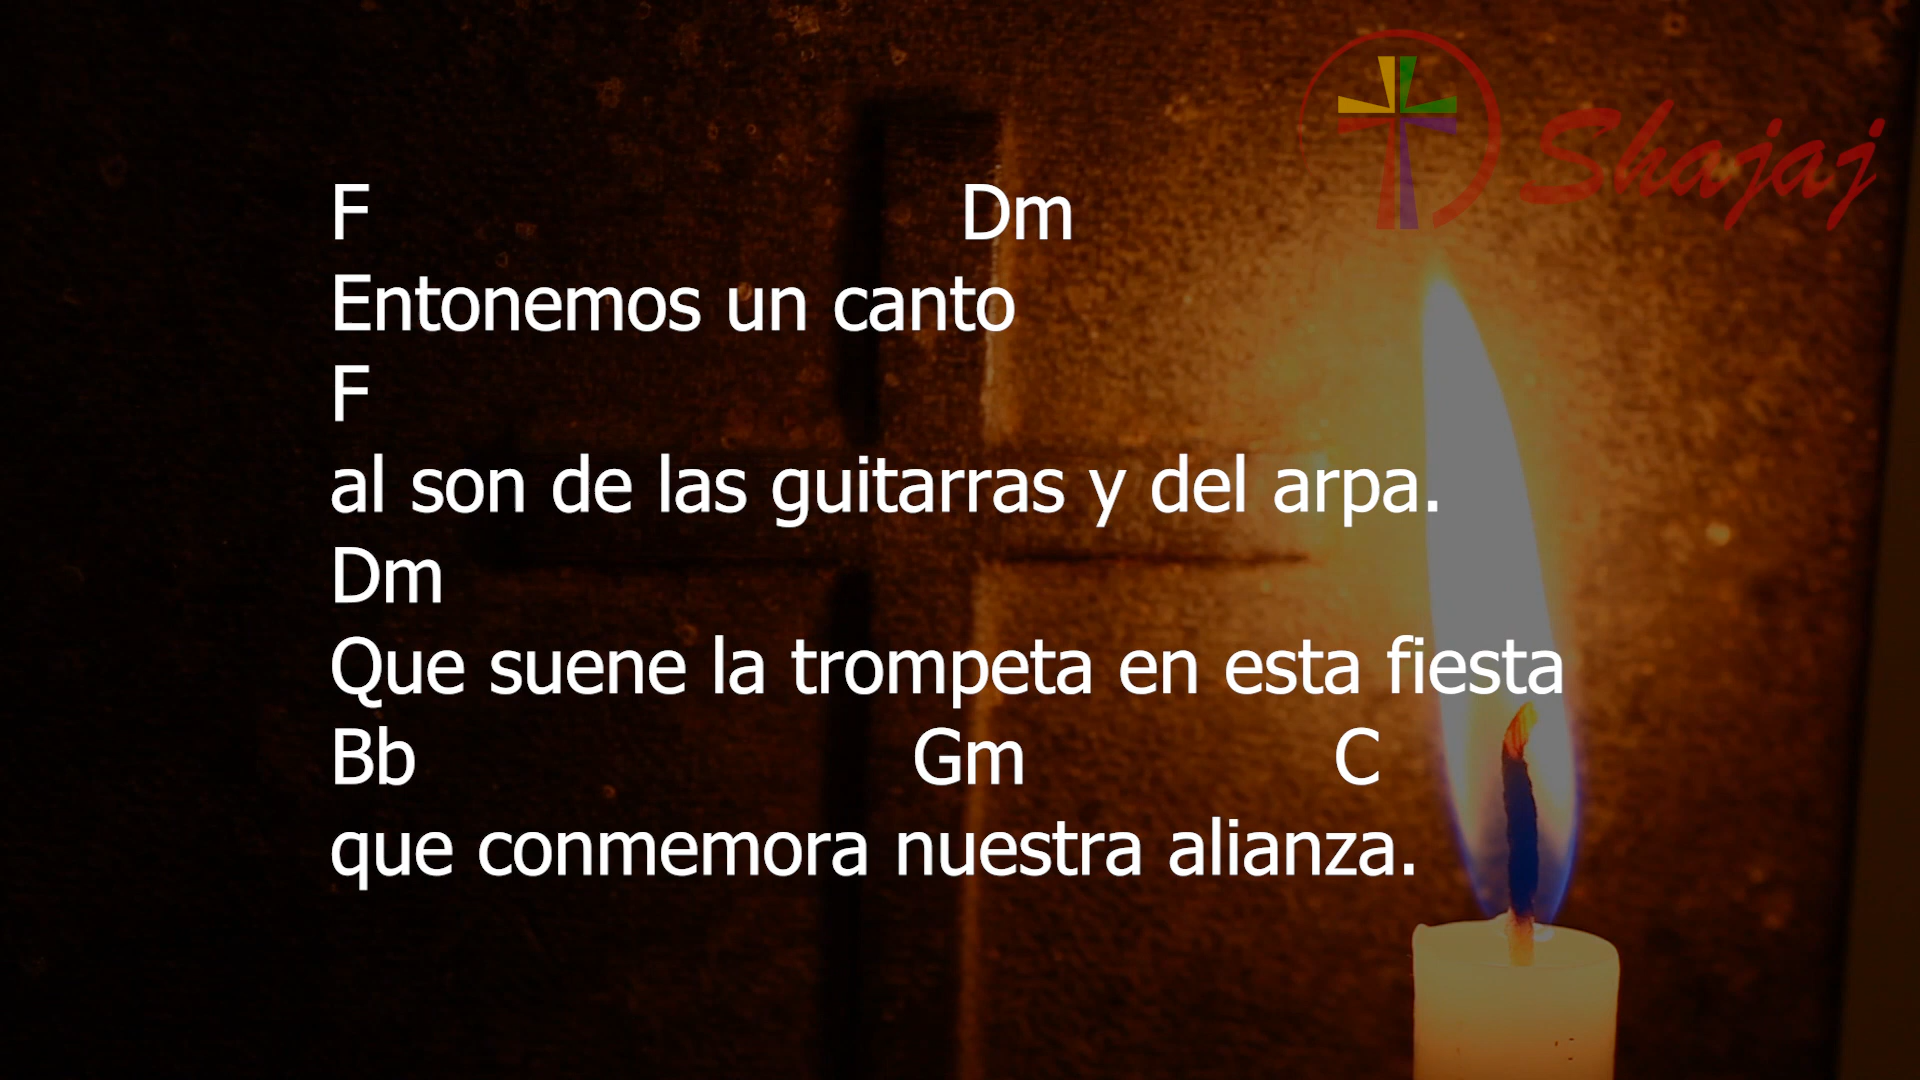 Shajaj
F Dm
Entonemos un canto
F
al son de las guitarras y del arpa.
Dm
Que suene la trompeta en esta fiesta
Bb Gm C
que conmemora nuestra alianza.